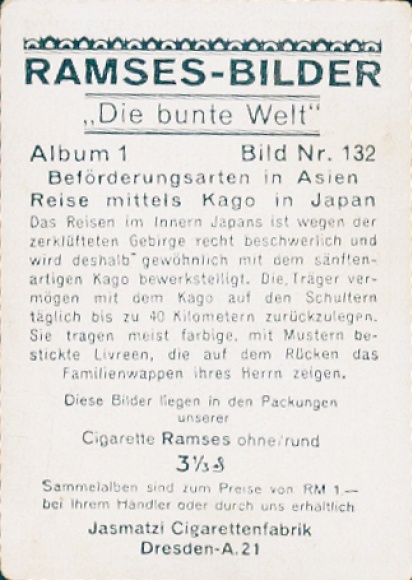 RAMSES-BILDER
„Die bunte Welt"
Album 1 Bild Nr. 132
Beförderungsarten in Asien
Reise mittels Kago in Japan
Das Reisen im Innern Japans ist wegen der
zerklüfteten Gebirge recht beschwerlich und
wird deshalb gewöhnlich mit dem sänften-
artigen Kago bewerkstelligt. Die Träger ver-
mögen mit dem Kago auf den Schultern
täglich bis zu 40 Kilometern zurückzulegen.
Sie tragen meist farbige, mit Mustern be-
stickte Livreen, die auf dem Rücken das
Familienwappen ihres Herrn zeigen.
Diese Bilder liegen in den Packungen
unserer
Cigarette Ramses ohne/rund
3⅓ ₰
Sammelalben sind zum Preise von RM 1.—
bei Ihrem Händler oder durch uns erhältlich
Jasmatzi Cigarettenfabrik
Dresden-A. 21